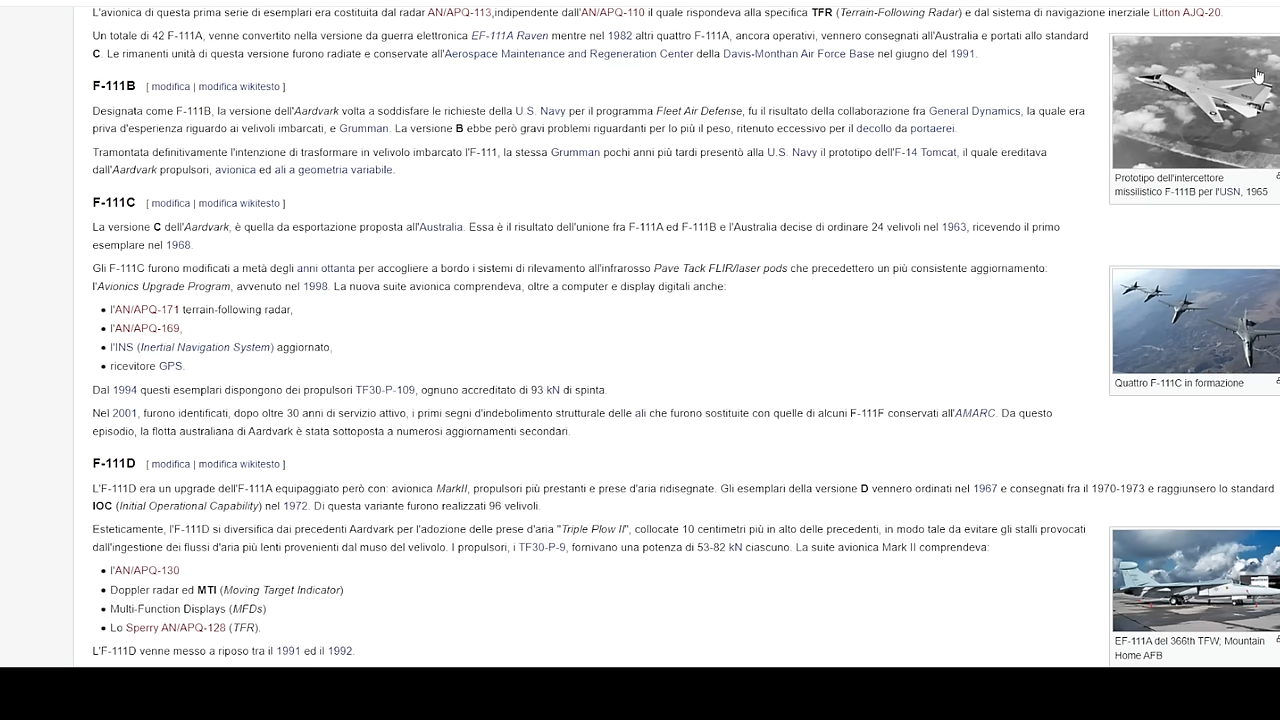 L'avionica di questa prima serie di esemplari era costituita dal radar AN/APQ-113,indipendente dall'AN/APQ-110 il quale rispondeva alla specifica TFR (Terrain-Following Radar) e dal sistema di navigazione inerziale Litton AJQ-20.
Un totale di 42 F-111A, venne convertito nella versione da guerra elettronica EF-111A Raven mentre nel 1982 altri quattro F-111A, ancora operativi, vennero consegnati all'Australia e portati allo standard
C. Le rimanenti unità di questa versione furono radiate e conservate all'Aerospace Maintenance and Regeneration Center della Davis-Monthan Air Force Base nel giugno del 1991.
F-111B [ modifica | modifica wikitesto ]
Designata come F-111B, la versione dell'Aardvark volta a soddisfare le richieste della U.S. Navy per il programma Fleet Air Defense, fu il risultato della collaborazione fra General Dynamics, la quale era
priva d'esperienza riguardo ai velivoli imbarcati, e Grumman. La versione B ebbe però gravi problemi riguardanti per lo più il peso, ritenuto eccessivo per il decollo da portaerei.
Tramontata definitivamente l'intenzione di trasformare in velivolo imbarcato l'F-111, la stessa Grumman pochi anni più tardi presentò alla U.S. Navy il prototipo dell'F-14 Tomcat, il quale ereditava
dall'Aardvark propulsori, avionica ed ali a geometria variabile.
Prototipo dell'intercettore
missilistico F-111B per l'USN, 1965
F-111C [ modifica | modifica wikitesto ]
La versione C dell'Aardvark, è quella da esportazione proposta all'Australia. Essa è il risultato dell'unione fra F-111A ed F-111B e l'Australia decise di ordinare 24 velivoli nel 1963, ricevendo il primo
esemplare nel 1968.
Gli F-111C furono modificati a metà degli anni ottanta per accogliere a bordo i sistemi di rilevamento all'infrarosso Pave Tack FLIR/laser pods che precedettero un più consistente aggiornamento:
l'Avionics Upgrade Program, avvenuto nel 1998. La nuova suite avionica comprendeva, oltre a computer e display digitali anche:
• l'AN/APQ-171 terrain-following radar,
• l'AN/APQ-169,
• l'INS (Inertial Navigation System) aggiornato,
• ricevitore GPS.
Quattro F-111C in formazione
Dal 1994 questi esemplari dispongono dei propulsori TF30-P-109, ognuno accreditato di 93 kN di spinta.
Nel 2001, furono identificati, dopo oltre 30 anni di servizio attivo, i primi segni d'indebolimento strutturale delle ali che furono sostituite con quelle di alcuni F-111F conservati all'AMARC. Da questo
episodio, la flotta australiana di Aardvark è stata sottoposta a numerosi aggiornamenti secondari.
F-111D [ modifica | modifica wikitesto ]
L'F-111D era un upgrade dell'F-111A equipaggiato però con: avionica MarkII, propulsori più prestanti e prese d'aria ridisegnate. Gli esemplari della versione D vennero ordinati nel 1967 e consegnati fra il 1970-1973 e raggiunsero lo standard
IOC (Initial Operational Capability) nel 1972. Di questa variante furono realizzati 96 velivoli.
Esteticamente, l'F-111D si diversifica dai precedenti Aardvark per l'adozione delle prese d'aria "Triple Plow II", collocate 10 centimetri più in alto delle precedenti, in modo tale da evitare gli stalli provocati
dall'ingestione dei flussi d'aria più lenti provenienti dal muso del velivolo. I propulsori, i TF30-P-9, fornivano una potenza di 53-82 kN ciascuno. La suite avionica Mark II comprendeva:
• l'AN/APQ-130
• Doppler radar ed MTI (Moving Target Indicator)
• Multi-Function Displays (MFDs)
• Lo Sperry AN/APQ-128 (TFR).
L'F-111D venne messo a riposo tra il 1991 ed il 1992.
EF-111A del 366th TFW, Mountain
Home AFB